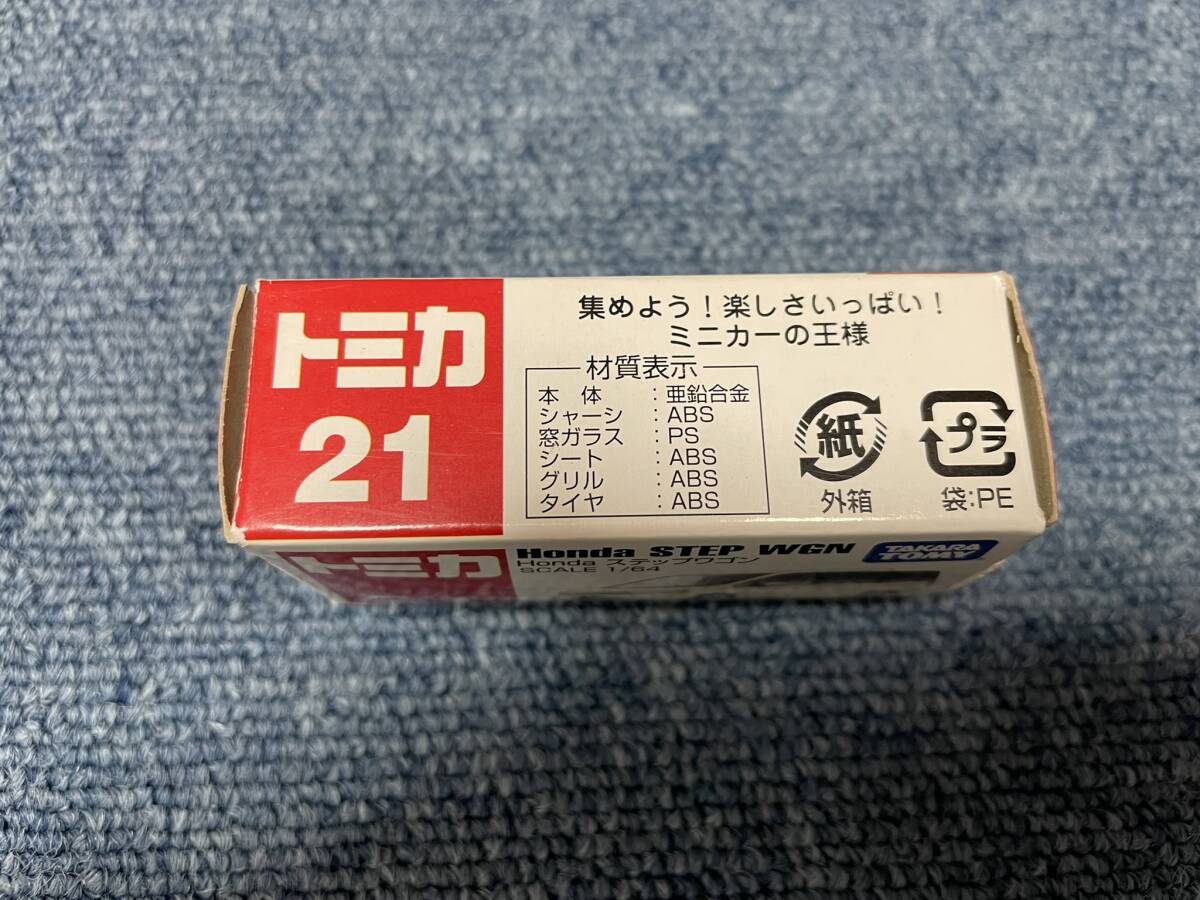 トミカ
21
集めよう！楽しさいっぱい！
ミニカーの王様
材質表示
本　体　：亜鉛合金
シャーシ　：ABS
窓ガラス　：PS
シート　：ABS
グリル　：ABS
タイヤ　：ABS
紙
外箱
プラ
袋:PE
トミカ
Honda STEP WGN
Honda ステップワゴン
SCALE 1/64
TAKARA
TOMY